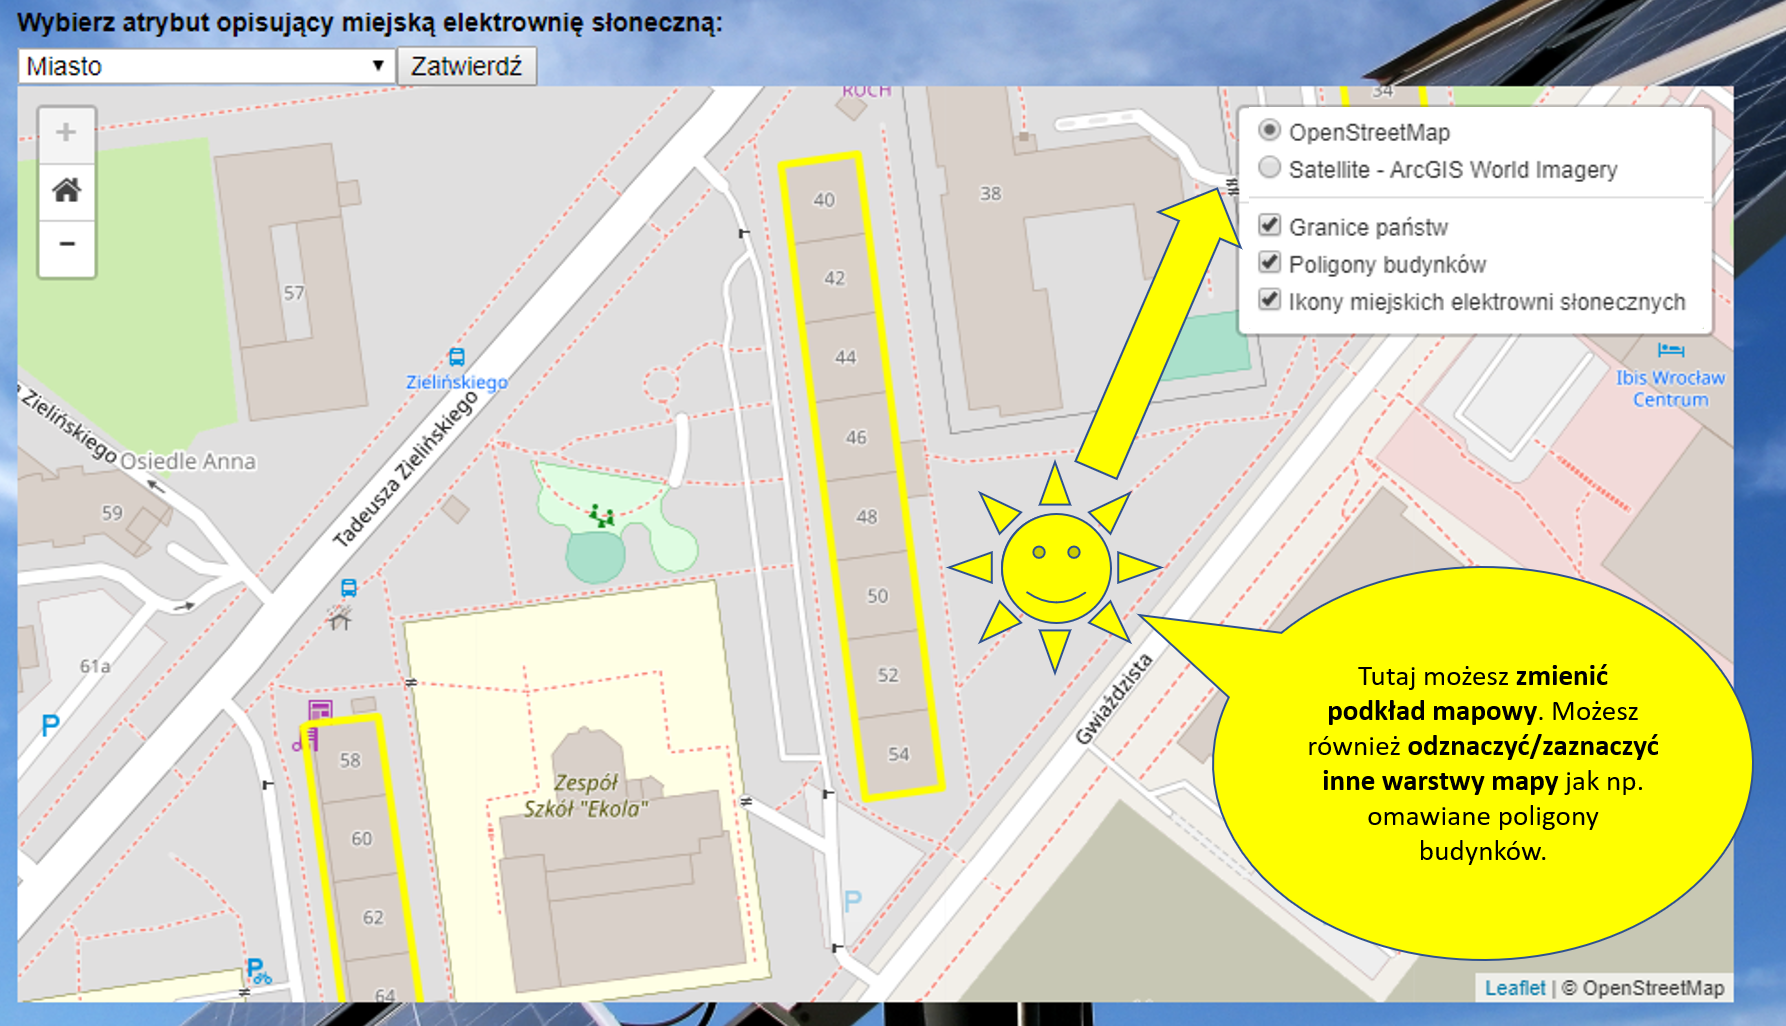 Wybierz atrybut opisujący miejską elektrownię słoneczną:
Miasto
Zatwierdź
RUCH
34
OpenStreetMap
Satellite - ArcGIS World Imagery
Granice państw
Poligony budynków
Ikony miejskich elektrowni słonecznych
40
38
42
57
44
Zielińskiego
Ibis Wrocław
Centrum
Zielińskiego
Osiedle Anna
Tadeusza Zielińskiego
46
59
48
50
61a
52
Gwiaździsta
P
54
58
Zespół
Szkół "Ekola"
60
62
P
P
64
Tutaj możesz zmienić
podkład mapowy. Możesz
również odznaczyć/zaznaczyć
inne warstwy mapy jak np.
omawiane poligony
budynków.
Leaflet | © OpenStreetMap